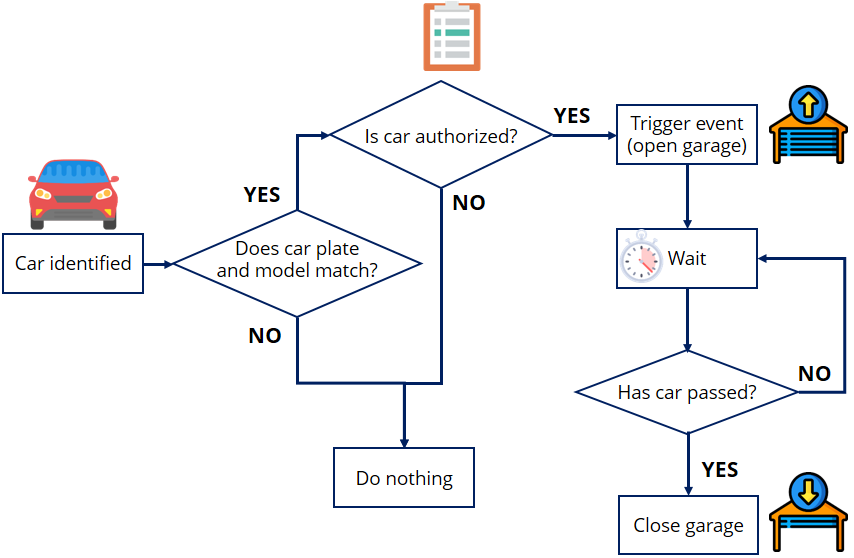 Car identified
Does car plate
and model match?
YES
NO
Is car authorized?
YES
NO
Do nothing
Trigger event
(open garage)
Wait
Has car passed?
NO
YES
Close garage